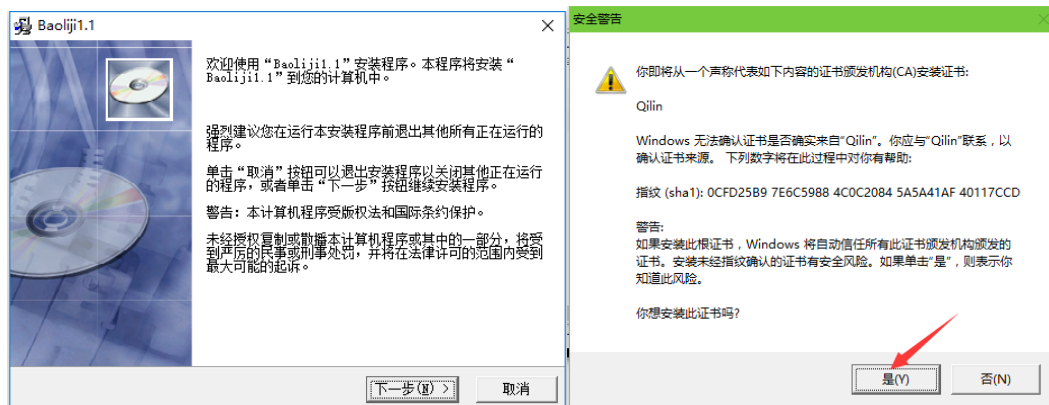 Baoliji1.1
欢迎使用“Baoliji1.1”安装程序。本程序将安装“
Baoliji1.1”到您的计算机中。
强烈建议您在运行本安装程序前退出其他所有正在运行的
程序。
单击“取消”按钮可以退出安装程序以关闭其他正在运行
的程序，或者单击“下一步”按钮继续安装程序。
警告：本计算机程序受版权法和国际条约保护。
未经授权复制或散播本计算机程序或其中的一部分，将受
到严厉的民事或刑事处罚，并将在法律许可的范围内受到
最大可能的起诉。
下一步(N) >
取消
安全警告
你即将从一个声称代表如下内容的证书颁发机构(CA)安装证书:
Qilin
Windows 无法确认证书是否确实来自"Qilin"。你应与"Qilin"联系，以
确认证书来源。 下列数字将在此过程中对你有帮助:
指纹 (sha1): 0CFD25B9 7E6C5988 4C0C2084 5A5A41AF 40117CCD
警告:
如果安装此根证书，Windows 将自动信任所有此证书颁发机构颁发的
证书。安装未经指纹确认的证书有安全风险。如果单击"是"，则表示你
知道此风险。
你想安装此证书吗?
是(Y)
否(N)